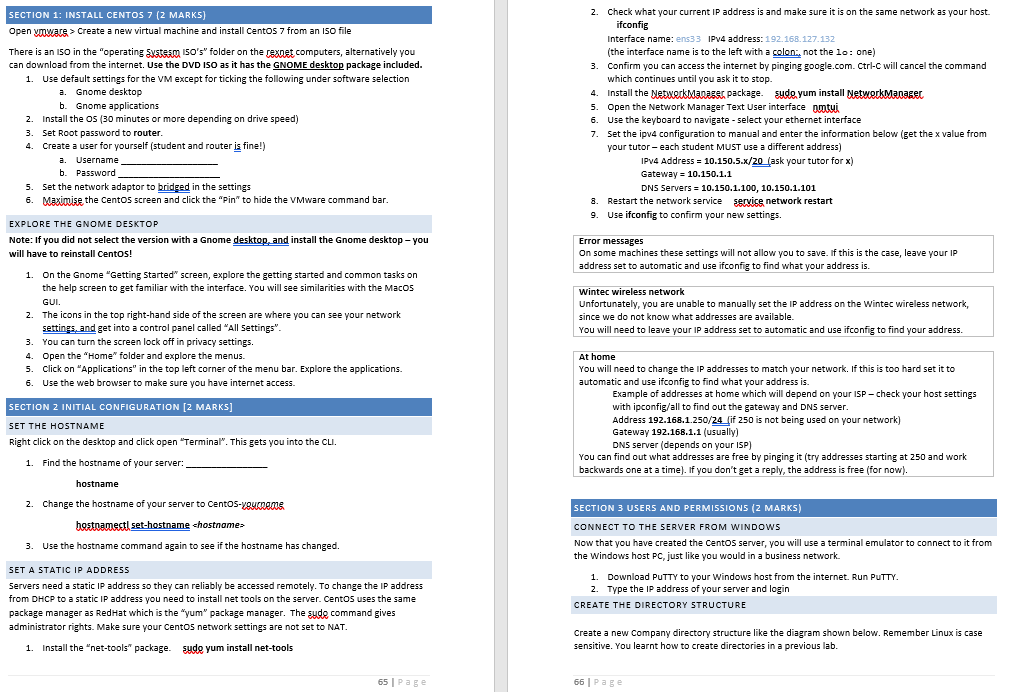 SECTION 1: INSTALL CENTOS 7 (2 MARKS)
Open vmware > Create a new virtual machine and install CentOS 7 from an ISO file
There is an ISO in the “operating Systesm ISO’s” folder on the rexnet computers, alternatively you
can download from the internet. Use the DVD ISO as it has the GNOME desktop package included.
1. Use default settings for the VM except for ticking the following under software selection
a. Gnome desktop
b. Gnome applications
2. Install the OS (30 minutes or more depending on drive speed)
3. Set Root password to router.
4. Create a user for yourself (student and router is fine!)
a. Username ____________________
b. Password ____________________
5. Set the network adaptor to bridged in the settings
6. Maximise the CentOS screen and click the “Pin” to hide the VMware command bar.
EXPLORE THE GNOME DESKTOP
Note: If you did not select the version with a Gnome desktop, and install the Gnome desktop – you
will have to reinstall CentOS!
1. On the Gnome “Getting Started” screen, explore the getting started and common tasks on
the help screen to get familiar with the interface. You will see similarities with the MacOS
GUI.
2. The icons in the top right-hand side of the screen are where you can see your network
settings, and get into a control panel called “All Settings”.
3. You can turn the screen lock off in privacy settings.
4. Open the “Home” folder and explore the menus.
5. Click on “Applications” in the top left corner of the menu bar. Explore the applications.
6. Use the web browser to make sure you have internet access.
SECTION 2 INITIAL CONFIGURATION [2 MARKS]
SET THE HOSTNAME
Right click on the desktop and click open “Terminal”. This gets you into the CLI.
1. Find the hostname of your server: _________________
hostname
2. Change the hostname of your server to CentOS-yourname
hostnamectl set-hostname <hostname>
3. Use the hostname command again to see if the hostname has changed.
SET A STATIC IP ADDRESS
Servers need a static IP address so they can reliably be accessed remotely. To change the IP address
from DHCP to a static IP address you need to install net tools on the server. CentOS uses the same
package manager as RedHat which is the “yum” package manager. The sudo command gives
administrator rights. Make sure your CentOS network settings are not set to NAT.
1. Install the “net-tools” package. sudo yum install net-tools
65 | Page
2. Check what your current IP address is and make sure it is on the same network as your host.
ifconfig
Interface name: ens33 IPv4 address: 192.168.127.132
(the interface name is to the left with a colon:, not the lo: one)
3. Confirm you can access the internet by pinging google.com. Ctrl-C will cancel the command
which continues until you ask it to stop.
4. Install the NetworkManager package. sudo yum install NetworkManager
5. Open the Network Manager Text User interface nmtui
6. Use the keyboard to navigate - select your ethernet interface
7. Set the ipv4 configuration to manual and enter the information below (get the x value from
your tutor – each student MUST use a different address)
IPv4 Address = 10.150.5.x/20 (ask your tutor for x)
Gateway = 10.150.1.1
DNS Servers = 10.150.1.100, 10.150.1.101
8. Restart the network service service network restart
9. Use ifconfig to confirm your new settings.
Error messages
On some machines these settings will not allow you to save. If this is the case, leave your IP
address set to automatic and use ifconfig to find what your address is.
Wintec wireless network
Unfortunately, you are unable to manually set the IP address on the Wintec wireless network,
since we do not know what addresses are available.
You will need to leave your IP address set to automatic and use ifconfig to find your address.
At home
You will need to change the IP addresses to match your network. If this is too hard set it to
automatic and use ifconfig to find what your address is.
Example of addresses at home which will depend on your ISP – check your host settings
with ipconfig/all to find out the gateway and DNS server.
Address 192.168.1.250/24 (if 250 is not being used on your network)
Gateway 192.168.1.1 (usually)
DNS server (depends on your ISP)
You can find out what addresses are free by pinging it (try addresses starting at 250 and work
backwards one at a time). If you don’t get a reply, the address is free (for now).
SECTION 3 USERS AND PERMISSIONS (2 MARKS)
CONNECT TO THE SERVER FROM WINDOWS
Now that you have created the CentOS server, you will use a terminal emulator to connect to it from
the Windows host PC, just like you would in a business network.
1. Download PuTTY to your Windows host from the internet. Run PuTTY.
2. Type the IP address of your server and login
CREATE THE DIRECTORY STRUCTURE
Create a new Company directory structure like the diagram shown below. Remember Linux is case
sensitive. You learnt how to create directories in a previous lab.
66 | Page